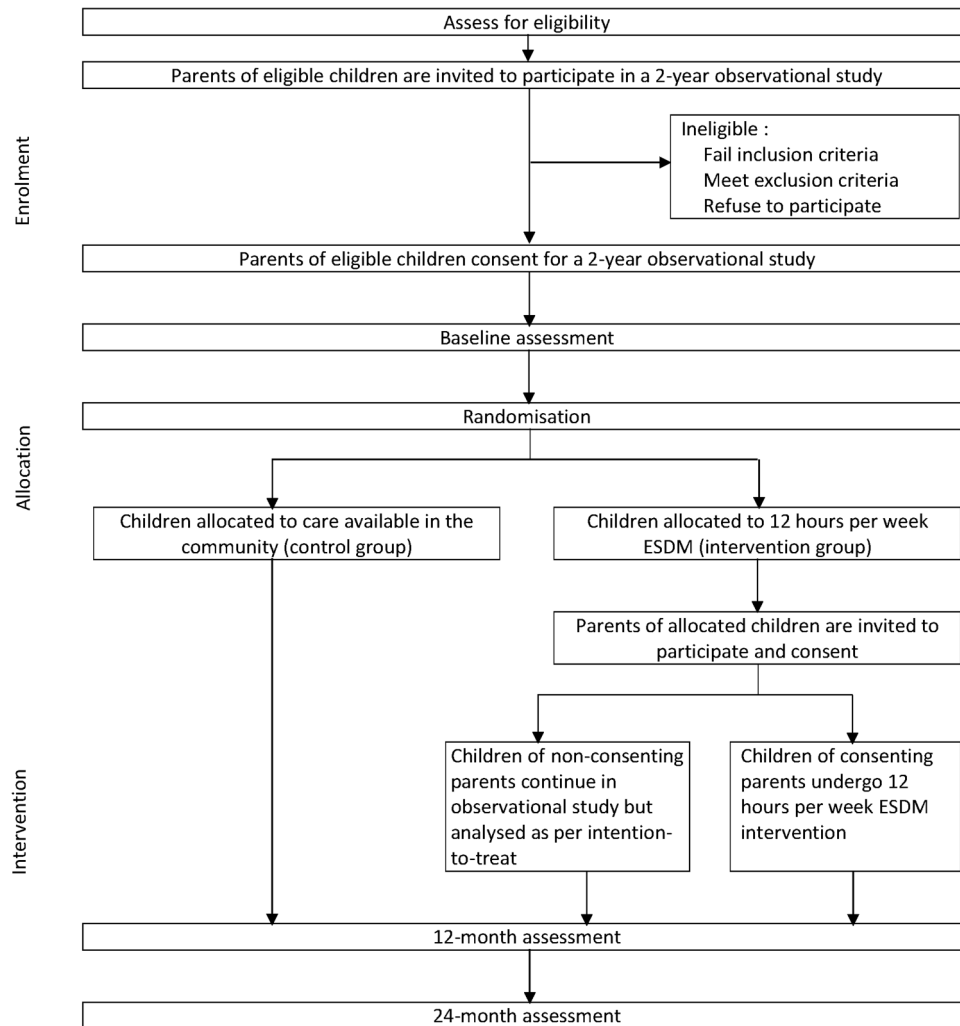 Assess for eligibility
Parents of eligible children are invited to participate in a 2-year observational study
Enrolment
Ineligible :
Fail inclusion criteria
Meet exclusion criteria
Refuse to participate
Parents of eligible children consent for a 2-year observational study
Baseline assessment
Allocation
Randomisation
Children allocated to care available in the
community (control group)
Children allocated to 12 hours per week
ESDM (intervention group)
Parents of allocated children are invited to
participate and consent
Intervention
Children of non-consenting
parents continue in
observational study but
analysed as per intention-
to-treat
Children of consenting
parents undergo 12
hours per week ESDM
intervention
12-month assessment
24-month assessment